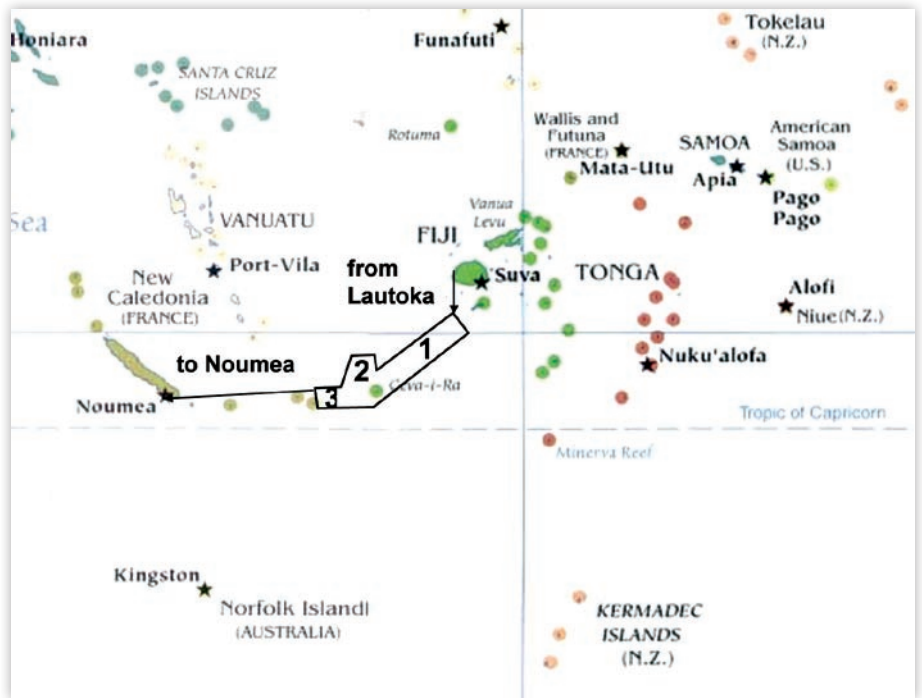 Honiara
Funafuti
Tokelau
(N.Z.)
SANTA CRUZ
ISLANDS
Rotuma
Wallis and
Futuna
(FRANCE)
Mata-Utu
SAMOA
Apia
American
Samoa
(U.S.)
Pago
Pago
Sea
VANUATU
Vanua
Levu
FIJI
Port-Vila
from
Lautoka
Suva
TONGA
New
Caledonia
(FRANCE)
Alofi
Niue(N.Z.)
1
to Noumea
2
3
Ceva-i-Ra
Nuku'alofa
Noumea
Tropic of Capricorn
Minerva Reef
Kingston
Norfolk Islandl
(AUSTRALIA)
KERMADEC
ISLANDS
(N.Z.)